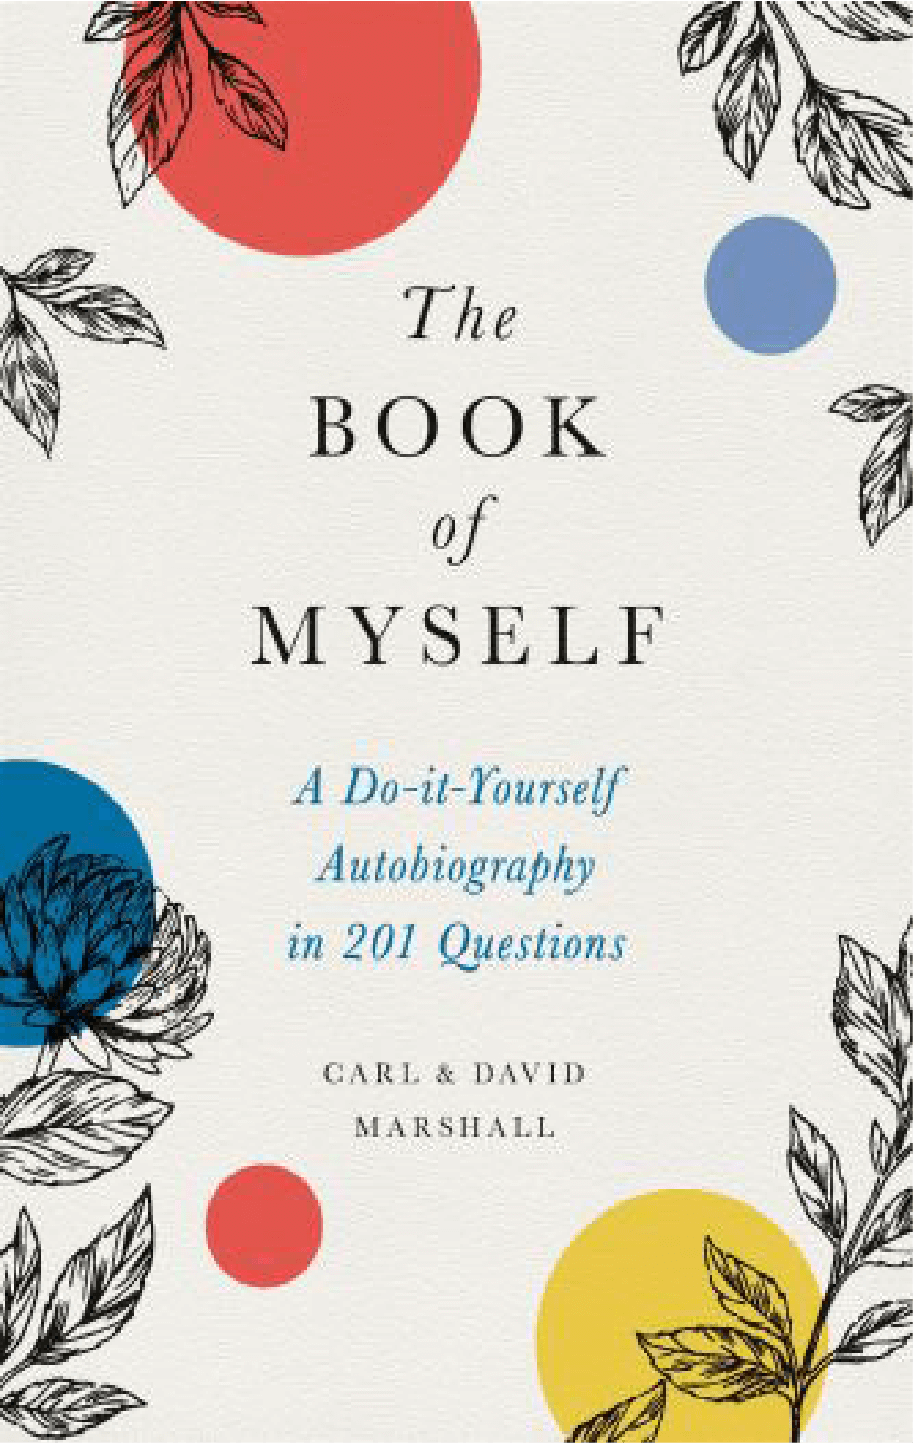 The
BOOK
of
MYSELF
A Do-it-Yourself
Autobiography
in 201 Questions
CARL & DAVID
MARSHALL